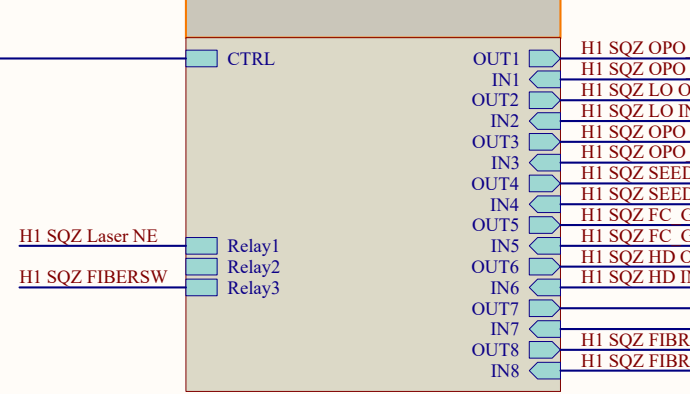 CTRL
H1 SQZ Laser NE
H1 SQZ FIBERSW
Relay1
Relay2
Relay3
OUT1 H1 SQZ OPO
IN1 H1 SQZ OPO
OUT2 H1 SQZ LO O
IN2 H1 SQZ LO IN
OUT3 H1 SQZ OPO
IN3 H1 SQZ OPO
OUT4 H1 SQZ SEED
IN4 H1 SQZ SEED
OUT5 H1 SQZ FC G
IN5 H1 SQZ FC G
OUT6 H1 SQZ HD O
IN6 H1 SQZ HD IN
OUT7
IN7
OUT8 H1 SQZ FIBR
IN8 H1 SQZ FIBR